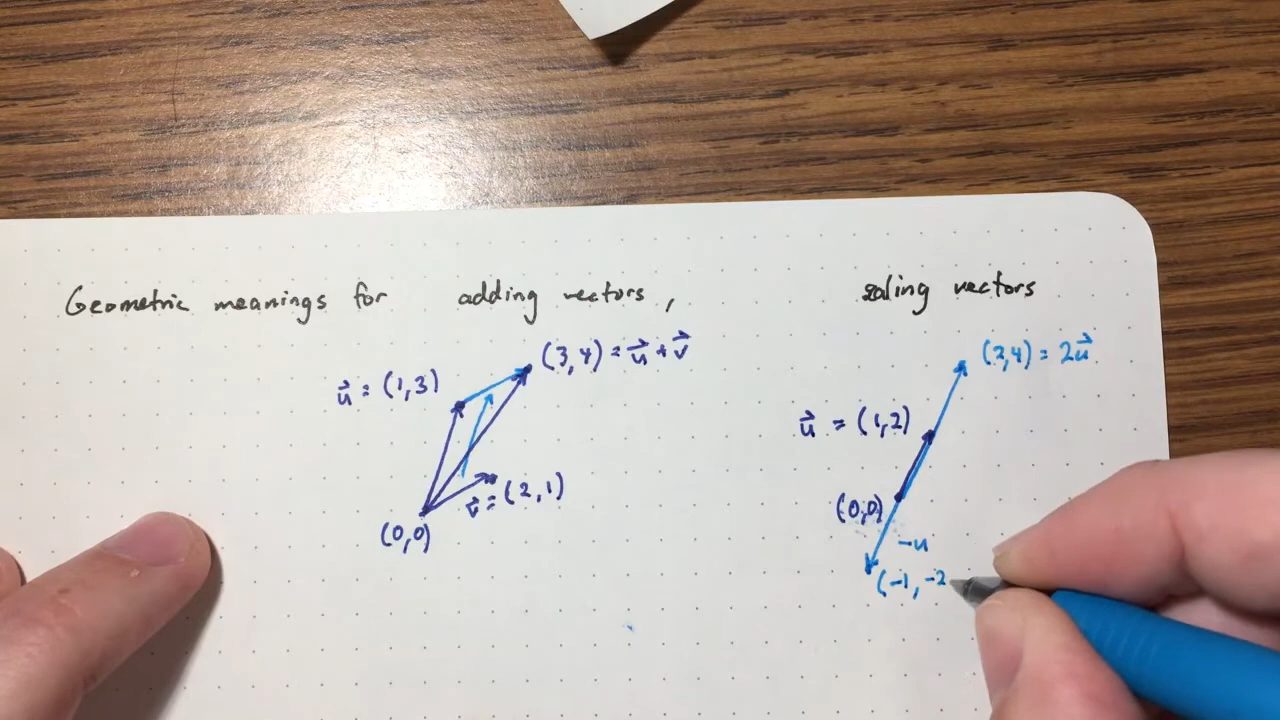 Geometric meanings for adding vectors, scaling vectors
(3,4) = u⃗ + v⃗
(2,4) = 2u⃗
u⃗ = (1,3)
u⃗ = (1,2)
v⃗ = (2,1)
(0,0)
(0,0)
-u
(-1, -2